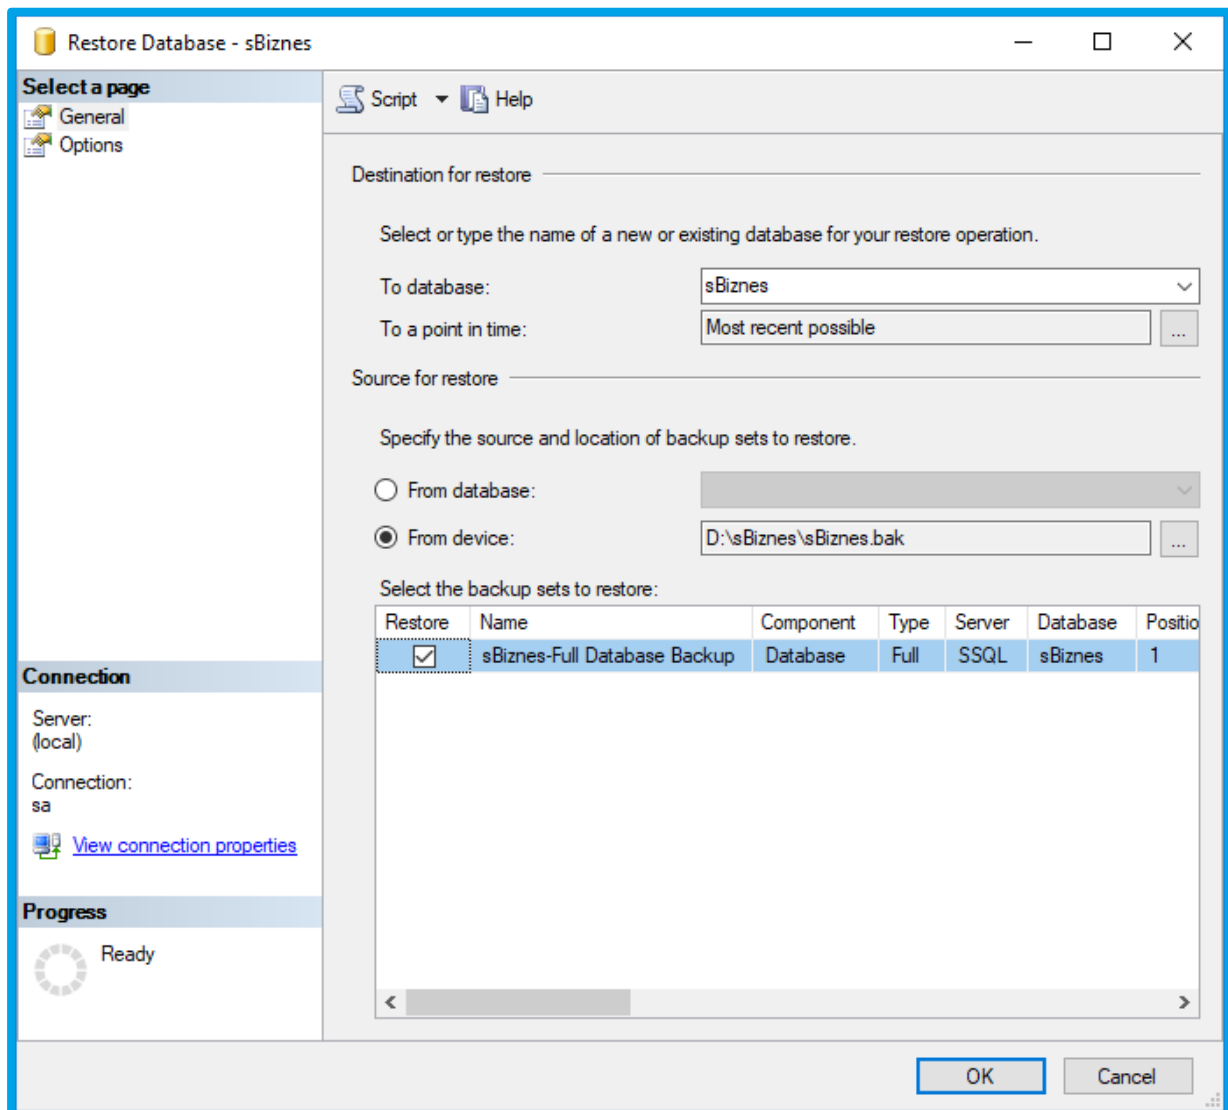 Restore Database - sBiznes
Select a page
General
Options
Script
Help
Destination for restore
Select or type the name of a new or existing database for your restore operation.
To database:
sBiznes
To a point in time:
Most recent possible
...
Source for restore
Specify the source and location of backup sets to restore.
From database:
From device:
D:\sBiznes\sBiznes.bak
...
Select the backup sets to restore:
Restore Name Component Type Server Database Positio
sBiznes-Full Database Backup Database Full SSQL sBiznes 1
Connection
Server:
(local)
Connection:
sa
View connection properties
Progress
Ready
OK
Cancel